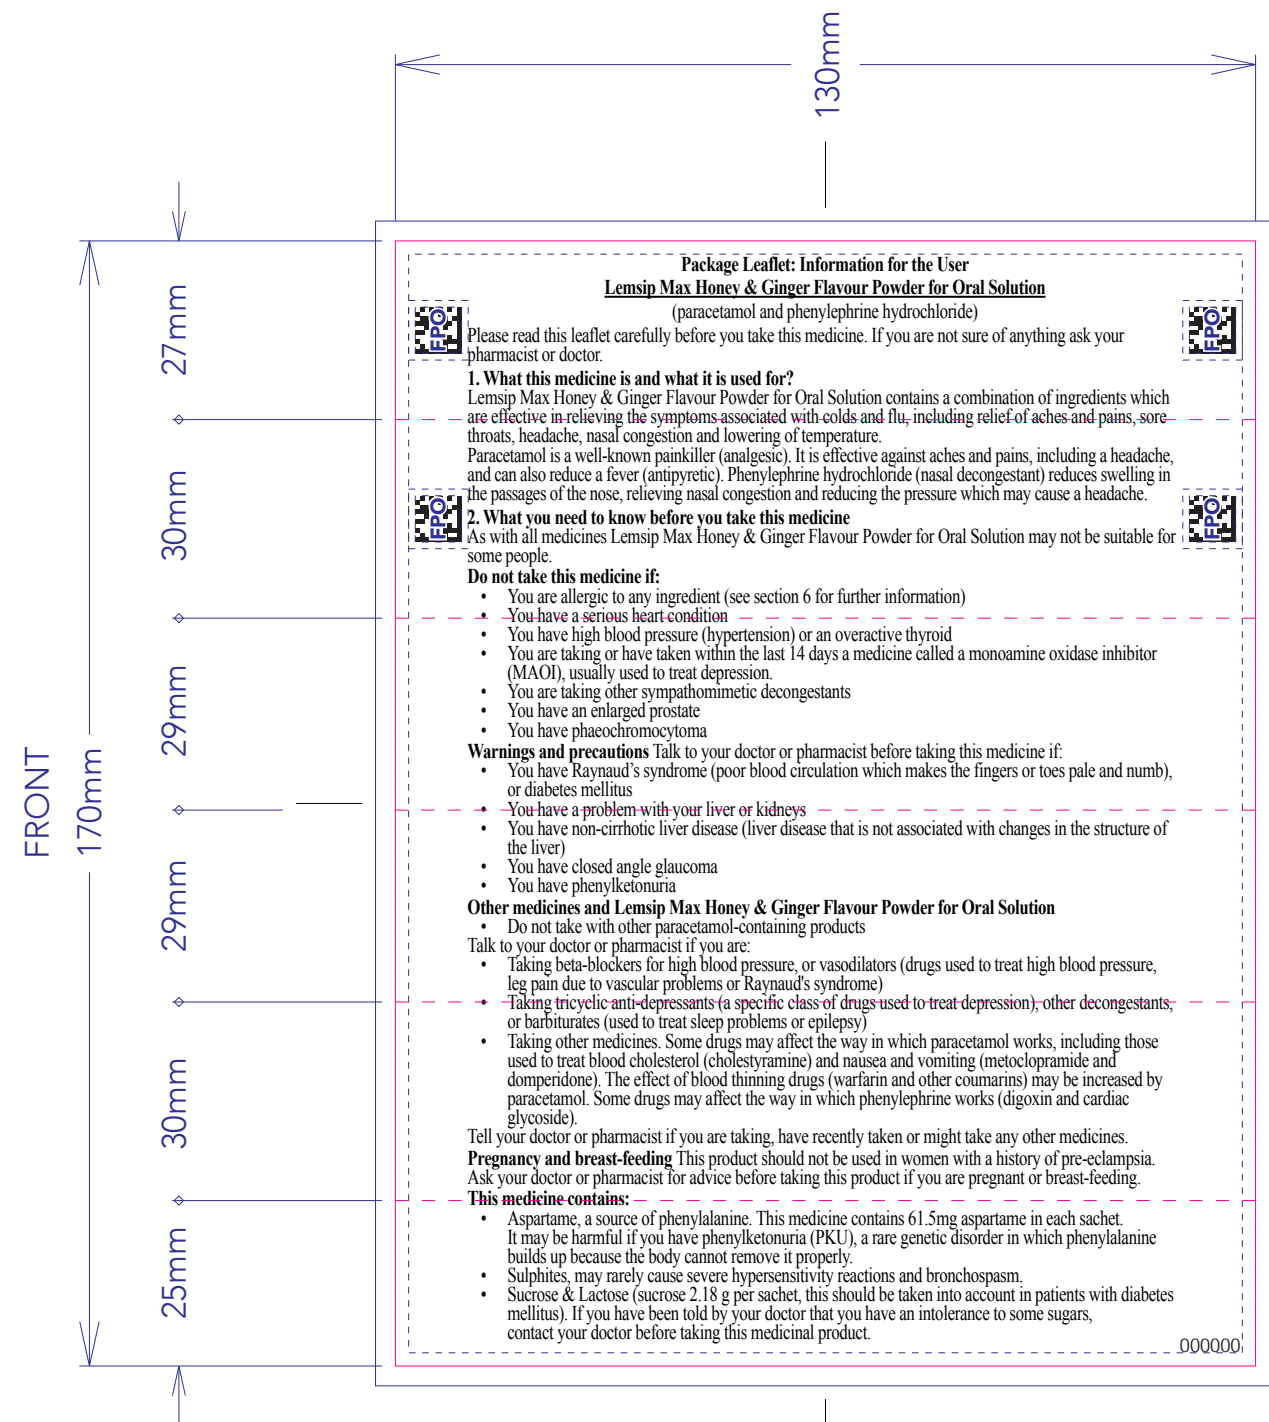 130mm
FRONT
170mm
27mm
30mm
29mm
29mm
30mm
25mm
Package Leaflet: Information for the User
Lemsip Max Honey & Ginger Flavour Powder for Oral Solution
(paracetamol and phenylephrine hydrochloride)
FPO
FPO
Please read this leaflet carefully before you take this medicine. If you are not sure of anything ask your
pharmacist or doctor.
1. What this medicine is and what it is used for?
Lemsip Max Honey & Ginger Flavour Powder for Oral Solution contains a combination of ingredients which
are effective in relieving the symptoms associated with colds and flu, including relief of aches and pains, sore
throats, headache, nasal congestion and lowering of temperature.
Paracetamol is a well-known painkiller (analgesic). It is effective against aches and pains, including a headache,
and can also reduce a fever (antipyretic). Phenylephrine hydrochloride (nasal decongestant) reduces swelling in
the passages of the nose, relieving nasal congestion and reducing the pressure which may cause a headache.
FPO
FPO
2. What you need to know before you take this medicine
As with all medicines Lemsip Max Honey & Ginger Flavour Powder for Oral Solution may not be suitable for
some people.
Do not take this medicine if:
• You are allergic to any ingredient (see section 6 for further information)
• You have a serious heart condition
• You have high blood pressure (hypertension) or an overactive thyroid
• You are taking or have taken within the last 14 days a medicine called a monoamine oxidase inhibitor
(MAOI), usually used to treat depression.
• You are taking other sympathomimetic decongestants
• You have an enlarged prostate
• You have phaeochromocytoma
Warnings and precautions Talk to your doctor or pharmacist before taking this medicine if:
• You have Raynaud’s syndrome (poor blood circulation which makes the fingers or toes pale and numb),
or diabetes mellitus
• You have a problem with your liver or kidneys
• You have non-cirrhotic liver disease (liver disease that is not associated with changes in the structure of
the liver)
• You have closed angle glaucoma
• You have phenylketonuria
Other medicines and Lemsip Max Honey & Ginger Flavour Powder for Oral Solution
• Do not take with other paracetamol-containing products
Talk to your doctor or pharmacist if you are:
• Taking beta-blockers for high blood pressure, or vasodilators (drugs used to treat high blood pressure,
leg pain due to vascular problems or Raynaud's syndrome)
• Taking tricyclic anti-depressants (a specific class of drugs used to treat depression), other decongestants,
or barbiturates (used to treat sleep problems or epilepsy)
• Taking other medicines. Some drugs may affect the way in which paracetamol works, including those
used to treat blood cholesterol (cholestyramine) and nausea and vomiting (metoclopramide and
domperidone). The effect of blood thinning drugs (warfarin and other coumarins) may be increased by
paracetamol. Some drugs may affect the way in which phenylephrine works (digoxin and cardiac
glycoside).
Tell your doctor or pharmacist if you are taking, have recently taken or might take any other medicines.
Pregnancy and breast-feeding This product should not be used in women with a history of pre-eclampsia.
Ask your doctor or pharmacist for advice before taking this product if you are pregnant or breast-feeding.
This medicine contains:
• Aspartame, a source of phenylalanine. This medicine contains 61.5mg aspartame in each sachet.
It may be harmful if you have phenylketonuria (PKU), a rare genetic disorder in which phenylalanine
builds up because the body cannot remove it properly.
• Sulphites, may rarely cause severe hypersensitivity reactions and bronchospasm.
• Sucrose & Lactose (sucrose 2.18 g per sachet, this should be taken into account in patients with diabetes
mellitus). If you have been told by your doctor that you have an intolerance to some sugars,
contact your doctor before taking this medicinal product.
000000